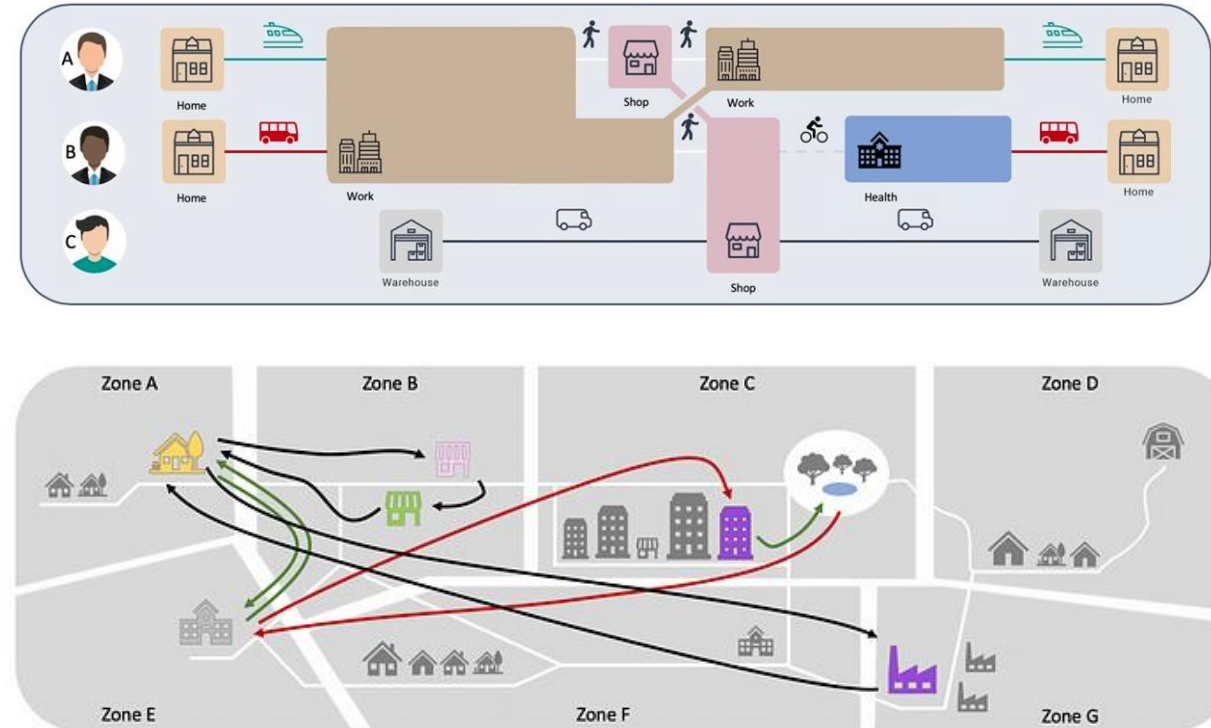 A
Home
Shop
Work
Home
B
Home
Work
Health
Home
C
Warehouse
Shop
Warehouse
Zone A
Zone B
Zone C
Zone D
Zone E
Zone F
Zone G